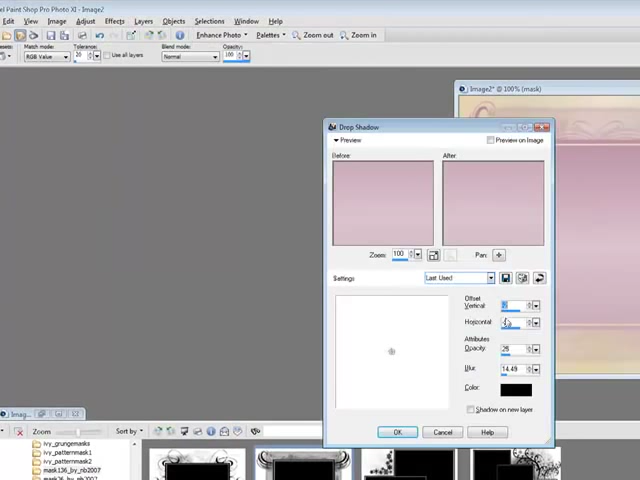 el Paint Shop Pro Photo XI - Image2
Edit View Image Adjust Effects Layers Objects Selections Window Help
Enhance Photo Palettes Zoom out Zoom in
Match mode: Tolerance: Blend mode: Opacity:
RGB Value 20 Use all layers Normal 100
Image2* @ 100% (mask)
Drop Shadow
Preview Preview on Image
Before: After:
Zoom: 100 Pan:
Settings Last Used
Offset
Vertical:
Horizontal:
Attributes
Opacity: 25
Blur: 14.49
Color:
Shadow on new layer
OK Cancel Help
Imag...
Zoom Sort by
ivy_grungemasks
ivy_patternmask1
ivy_patternmask2
mask136_by_nb2007